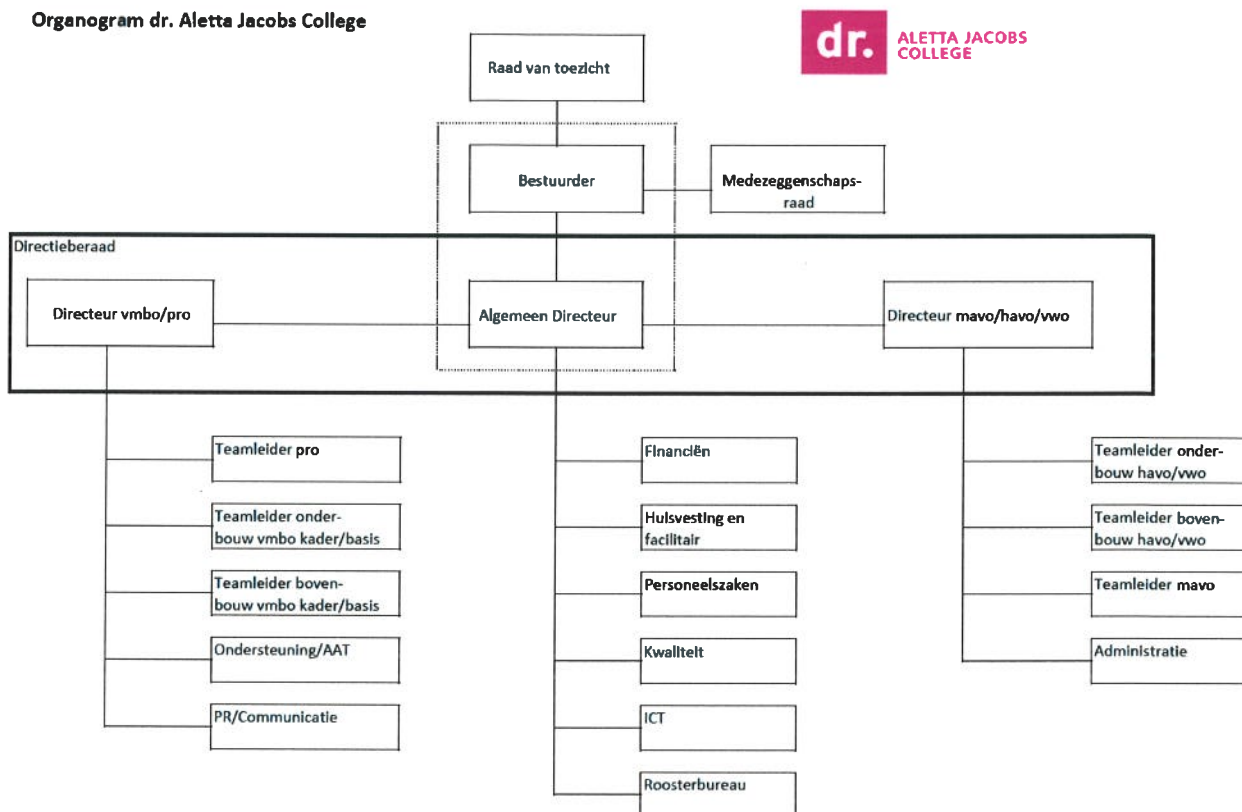 Organogram dr. Aletta Jacobs College
dr.
ALETTA JACOBS
COLLEGE
Raad van toezicht
Bestuurder
Medezeggenschaps-
raad
Directieberaad
Directeur vmbo/pro
Algemeen Directeur
Directeur mavo/havo/vwo
Teamleider pro
Teamleider onder-
bouw vmbo kader/basis
Teamleider boven-
bouw vmbo kader/basis
Ondersteuning/AAT
PR/Communicatie
Financiën
Huisvesting en
facilitair
Personeelszaken
Kwaliteit
ICT
Roosterbureau
Teamleider onder-
bouw havo/vwo
Teamleider boven-
bouw havo/vwo
Teamleider mavo
Administratie